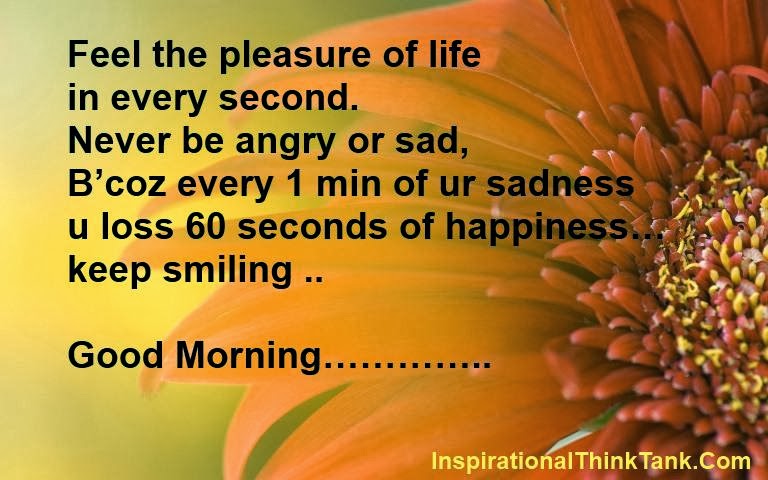 Feel the pleasure of life
in every second.
Never be angry or sad,
B’coz every 1 min of ur sadness
u loss 60 seconds of happiness...
keep smiling ..
Good Morning…………..
InspirationalThinkTank.Com